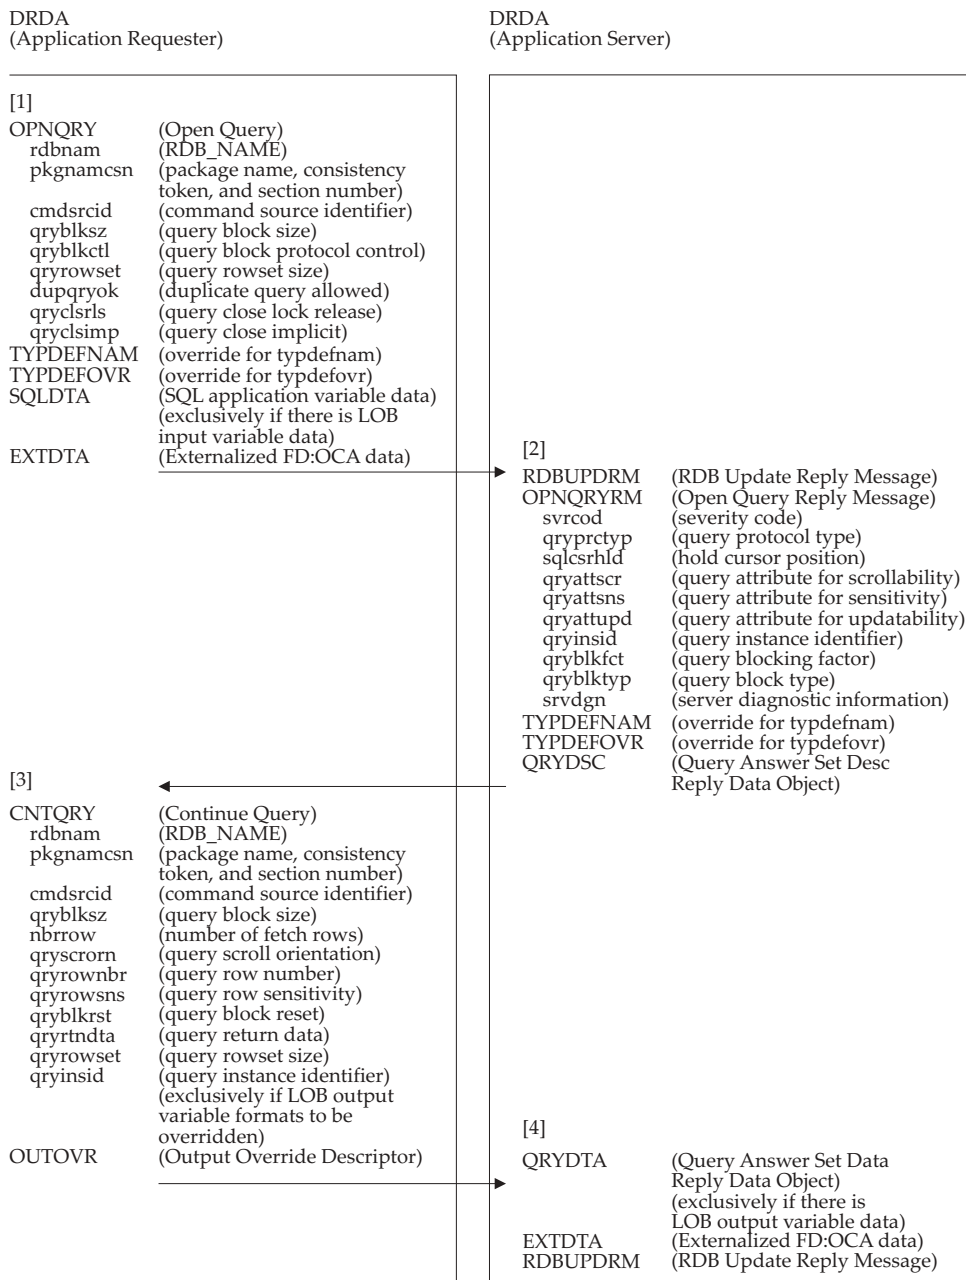 DRDA
(Application Requester)
DRDA
(Application Server)
[1]
OPNQRY (Open Query)
rdbnam (RDB_NAME)
pkgnamcsn (package name, consistency
token, and section number)
cmdsrcid (command source identifier)
qryblksz (query block size)
qryblkctl (query block protocol control)
qryrowset (query rowset size)
dupqryok (duplicate query allowed)
qryclsrls (query close lock release)
qryclsimp (query close implicit)
TYPDEFNAM (override for typdefnam)
TYPDEFOVR (override for typdefovr)
SQLDTA (SQL application variable data)
(exclusively if there is LOB
input variable data)
EXTDTA (Externalized FD:OCA data)
[2]
RDBUPDRM (RDB Update Reply Message)
OPNQRYRM (Open Query Reply Message)
svrcod (severity code)
qryprctyp (query protocol type)
sqlcsrhld (hold cursor position)
qryattscr (query attribute for scrollability)
qryattsns (query attribute for sensitivity)
qryattupd (query attribute for updatability)
qryinsid (query instance identifier)
qryblkfct (query blocking factor)
qryblktyp (query block type)
srvdgn (server diagnostic information)
TYPDEFNAM (override for typdefnam)
TYPDEFOVR (override for typdefovr)
QRYDSC (Query Answer Set Desc
Reply Data Object)
[3]
CNTQRY (Continue Query)
rdbnam (RDB_NAME)
pkgnamcsn (package name, consistency
token, and section number)
cmdsrcid (command source identifier)
qryblksz (query block size)
nbrrow (number of fetch rows)
qryscrorn (query scroll orientation)
qryrownbr (query row number)
qryrowsns (query row sensitivity)
qryblkrst (query block reset)
qryrtndta (query return data)
qryrowset (query rowset size)
qryinsid (query instance identifier)
(exclusively if LOB output
variable formats to be
overridden)
OUTOVR (Output Override Descriptor)
[4]
QRYDTA (Query Answer Set Data
Reply Data Object)
(exclusively if there is
LOB output variable data)
EXTDTA (Externalized FD:OCA data)
RDBUPDRM (RDB Update Reply Message)